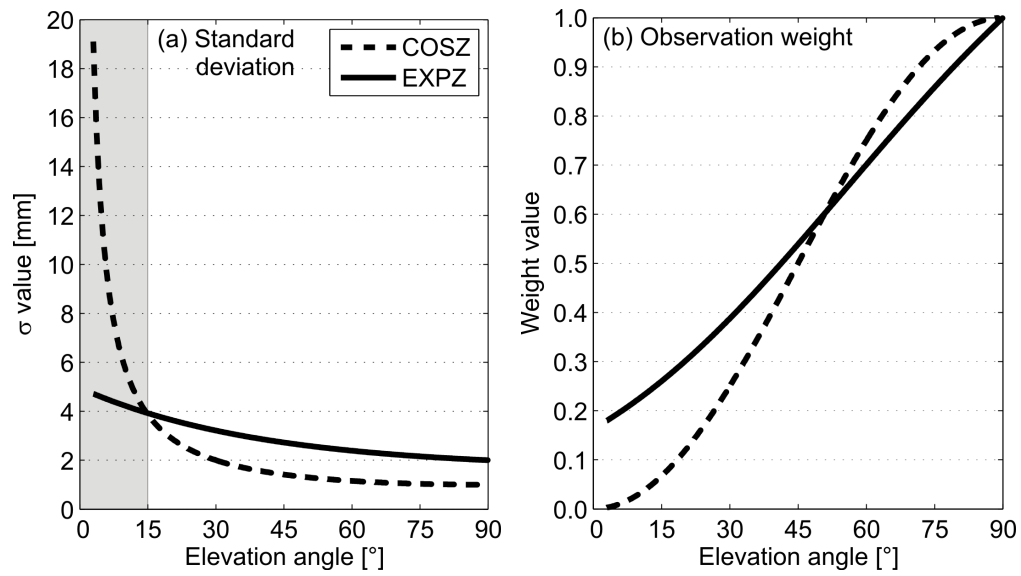 (a) Standard
deviation
COSZ
EXPZ
σ value [mm]
20
18
16
14
12
10
8
6
4
2
0
0 15 30 45 60 75 90
Elevation angle [°]
(b) Observation weight
Weight value
1.0
0.9
0.8
0.7
0.6
0.5
0.4
0.3
0.2
0.1
0.0
0 15 30 45 60 75 90
Elevation angle [°]